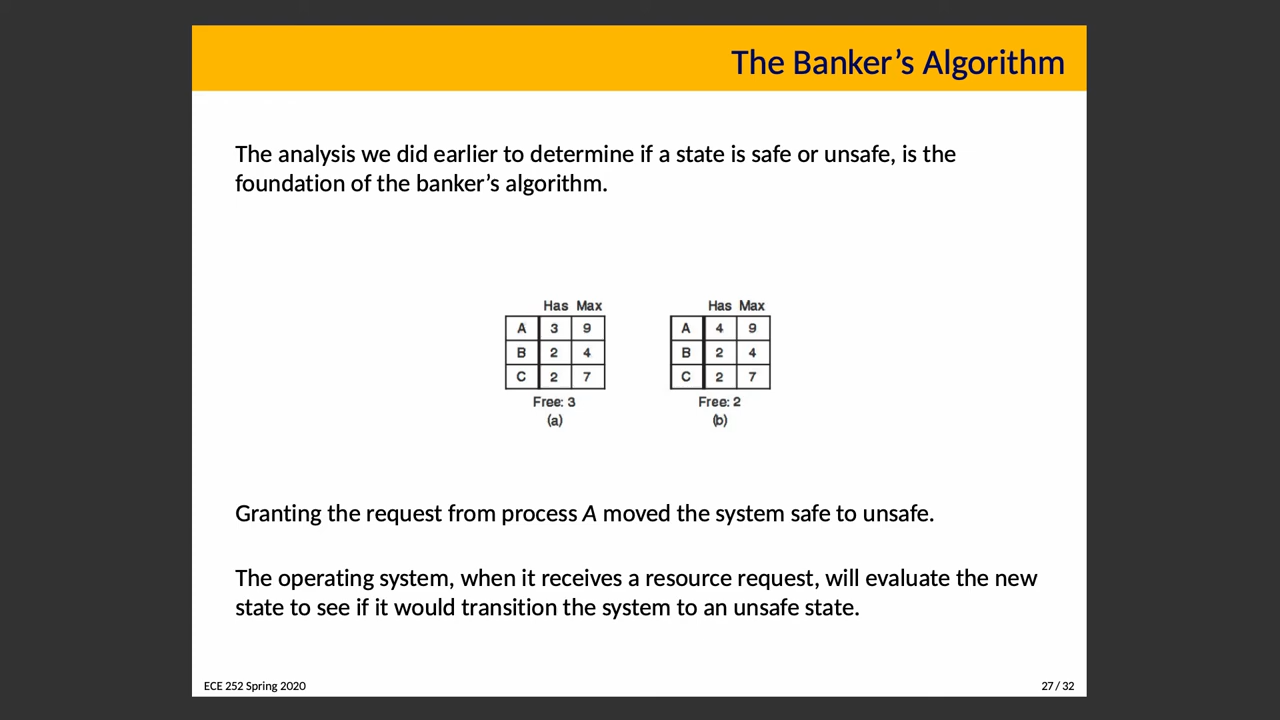 The Banker’s Algorithm
The analysis we did earlier to determine if a state is safe or unsafe, is the
foundation of the banker’s algorithm.
Has Max
A 3 9
B 2 4
C 2 7
Free: 3
(a)
Has Max
A 4 9
B 2 4
C 2 7
Free: 2
(b)
Granting the request from process A moved the system safe to unsafe.
The operating system, when it receives a resource request, will evaluate the new
state to see if it would transition the system to an unsafe state.
ECE 252 Spring 2020
27 / 32